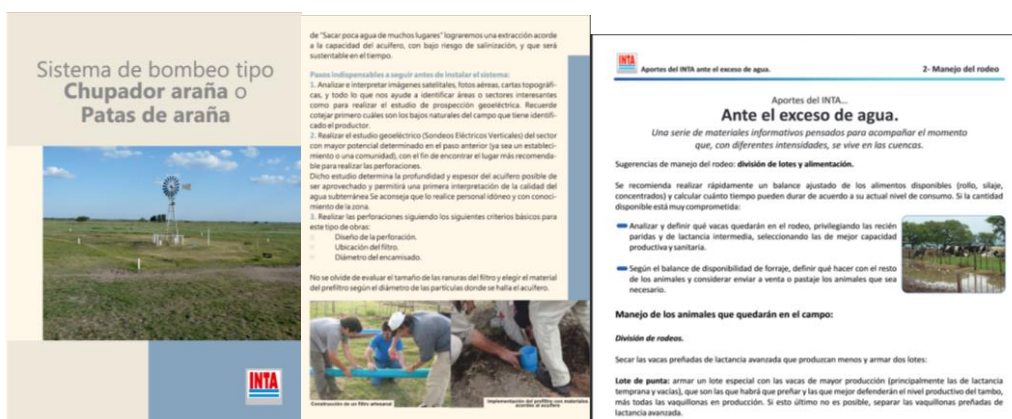 Sistema de bombeo tipo
Chupador araña o
Patas de araña
INTA
de "Sacar poca agua de muchos lugares" lograremos una extracción acorde
a la capacidad del acuífero, con bajo riesgo de salinización, y que será
sustentable en el tiempo.
Pasos indispensables a seguir antes de instalar el sistema:
1. Analizar e interpretar imágenes satelitales, fotos aéreas, cartas topográfi-
cas, y todo lo que nos ayude a identificar áreas o sectores interesantes
como para realizar el estudio de prospección geoeléctrica. Recuerde
cotejar primero cuáles son los bajos naturales del campo que tiene identifi-
cado el productor.
2. Realizar el estudio geoeléctrico (Sondeos Eléctricos Verticales) del sector
con mayor potencial determinado en el paso anterior (ya sea un estableci-
miento o una comunidad), con el fin de encontrar el lugar más recomenda-
ble para realizar las perforaciones.
Dicho estudio determina la profundidad y espesor del acuífero posible de
ser aprovechado y permitirá una primera interpretación de la calidad del
agua subterránea Se aconseja que lo realice personal idóneo y con conoci-
miento de la zona.
3. Realizar las perforaciones siguiendo los siguientes criterios básicos para
este tipo de obras:
Diseño de la perforación.
Ubicación del filtro.
Diámetro del encamisado.
No se olvide de evaluar el tamaño de las ranuras del filtro y elegir el material
del prefiltro según el diámetro de las partículas donde se halla el acuífero.
Construcción de un filtro artesanal
Implementación del prefiltro con materiales
acordes al acuífero
INTA
Aportes del INTA ante el exceso de agua.
2- Manejo del rodeo
Aportes del INTA...
Ante el exceso de agua.
Una serie de materiales informativos pensados para acompañar el momento
que, con diferentes intensidades, se vive en las cuencas.
Sugerencias de manejo del rodeo: división de lotes y alimentación.
Se recomienda realizar rápidamente un balance ajustado de los alimentos disponibles (rollo, silaje,
concentrados) y calcular cuánto tiempo pueden durar de acuerdo a su actual nivel de consumo. Si la cantidad
disponible está muy comprometida:
Analizar y definir qué vacas quedarán en el rodeo, privilegiando las recién
paridas y de lactancia intermedia, seleccionando las de mejor capacidad
productiva y sanitaria.
Según el balance de disponibilidad de forraje, definir qué hacer con el resto
de los animales y considerar enviar a venta o pastaje los animales que sea
necesario.
Manejo de los animales que quedarán en el campo:
División de rodeos.
Secar las vacas preñadas de lactancia avanzada que produzcan menos y armar dos lotes:
Lote de punta: armar un lote especial con las vacas de mayor producción (principalmente las de lactancia
temprana y vacías), que son las que habrá que preñar y las que mejor defenderán el nivel productivo del tambo,
más todas las vaquillonas en producción. Si esto último no es posible, separar las vaquillonas preñadas de
lactancia avanzada.